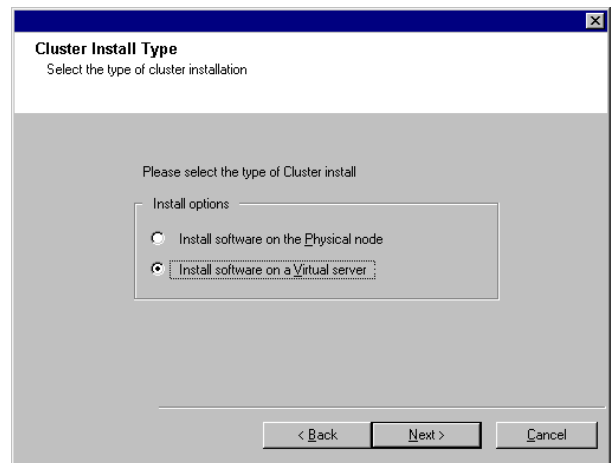 Cluster Install Type
Select the type of cluster installation
Please select the type of Cluster install
Install options
Install software on the Physical node
Install software on a Virtual server
< Back
Next >
Cancel